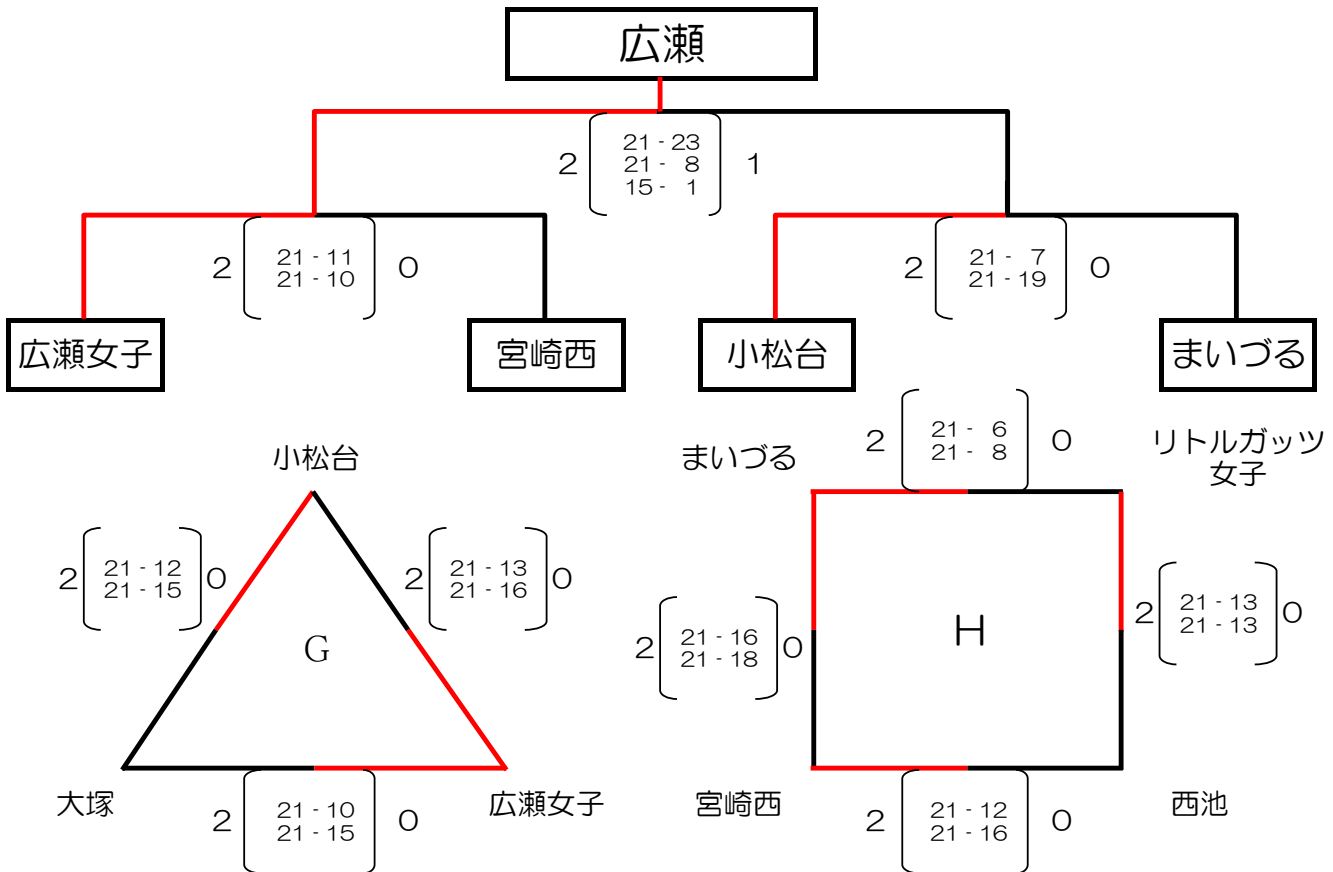 広瀬
2 21 - 23 1
21 - 8
15 - 1
2 21 - 11 0
21 - 10
2 21 - 7 0
21 - 19
広瀬女子
宮崎西
小松台
まいづる
小松台
まいづる
2 21 - 6 0
21 - 8
リトルガッツ
女子
2 21 - 12 0
21 - 15
2 21 - 13 0
21 - 16
G
2 21 - 16 0
21 - 18
H
2 21 - 13 0
21 - 13
大塚
2 21 - 10 0
21 - 15
広瀬女子
宮崎西
2 21 - 12 0
21 - 16
西池